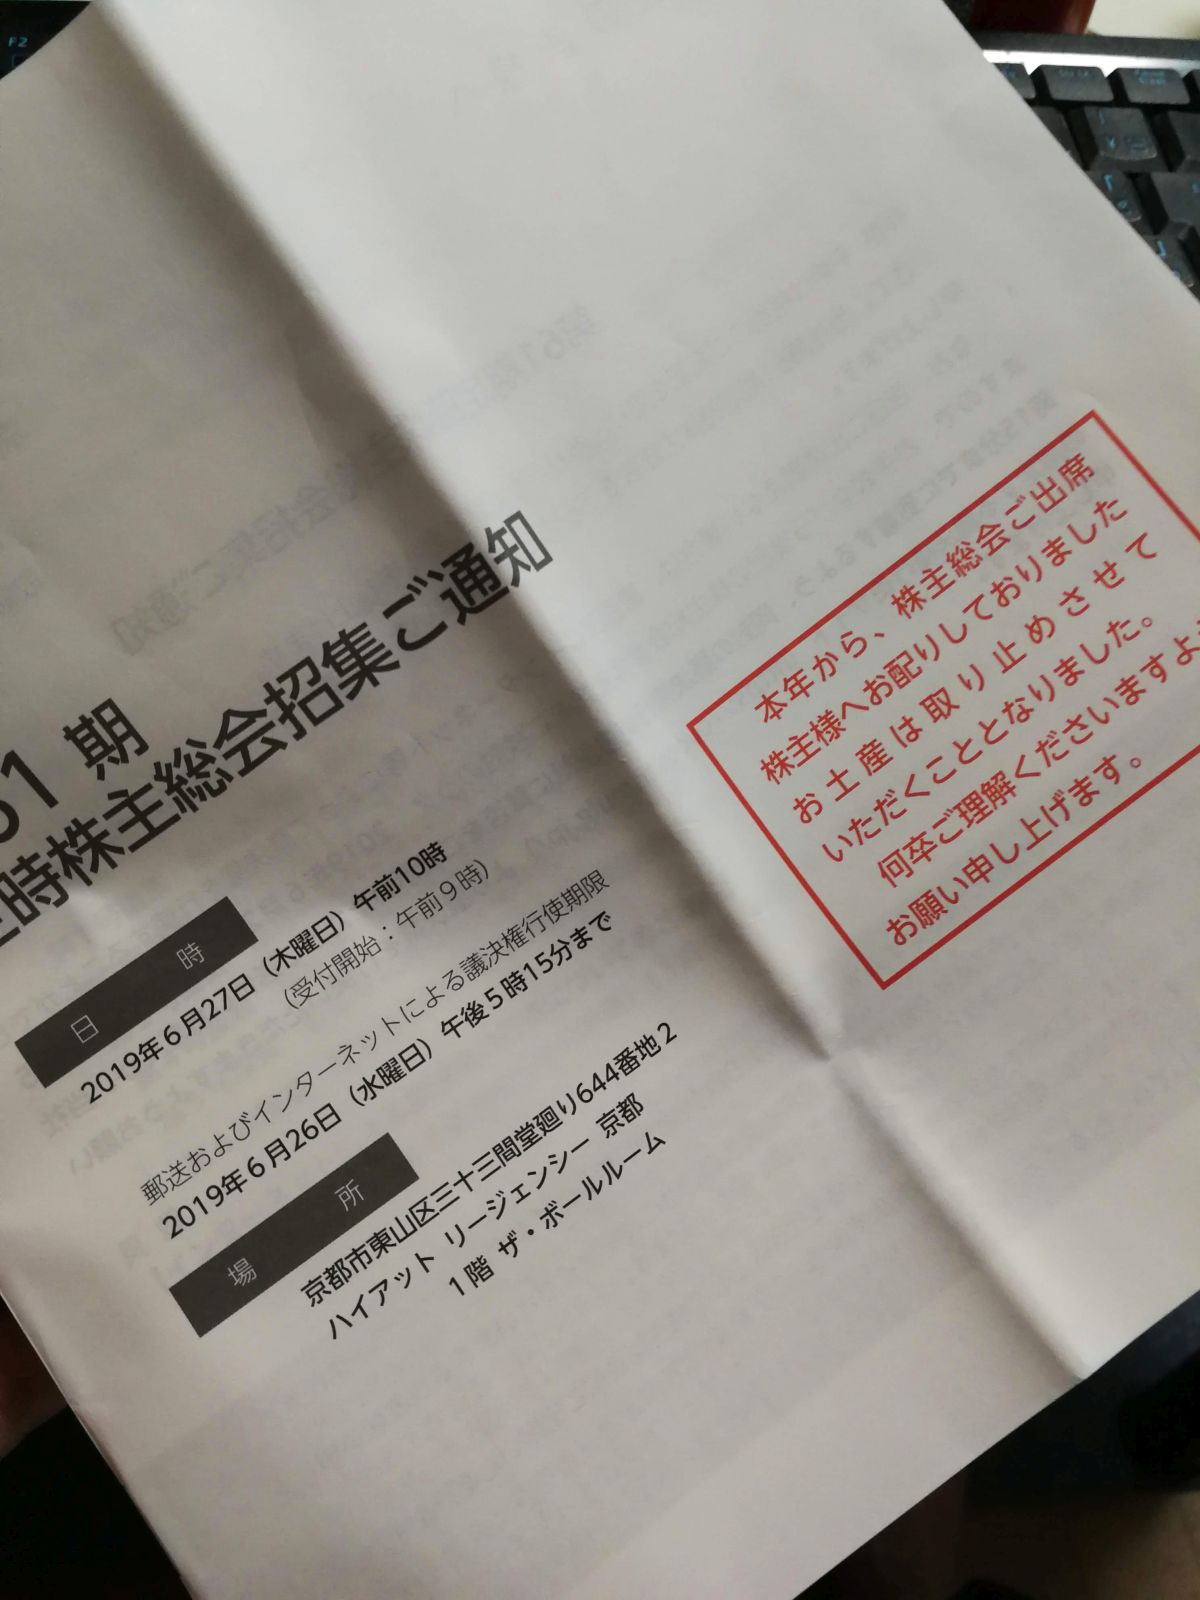 61 期
定時株主総会招集ご通知
日 時
2019年6月27日（木曜日）午前10時
（受付開始：午前9時）
郵送およびインターネットによる議決権行使期限
2019年6月26日（水曜日）午後5時15分まで
場 所
京都市東山区三十三間堂廻り644番地2
ハイアット リージェンシー 京都
1階 ザ・ボールルーム
本年から、株主総会ご出席
株主様へお配りしておりました
お土産は取り止めさせて
いただくこととなりました。
何卒ご理解くださいますよ
お願い申し上げます。
F2